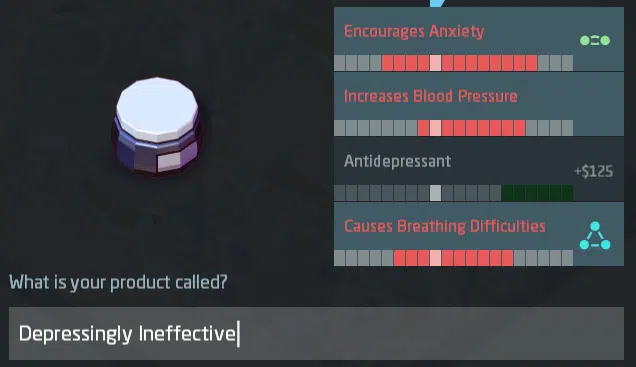 Encourages Anxiety
Increases Blood Pressure
Antidepressant
+$125
Causes Breathing Difficulties
What is your product called?
Depressingly Ineffective